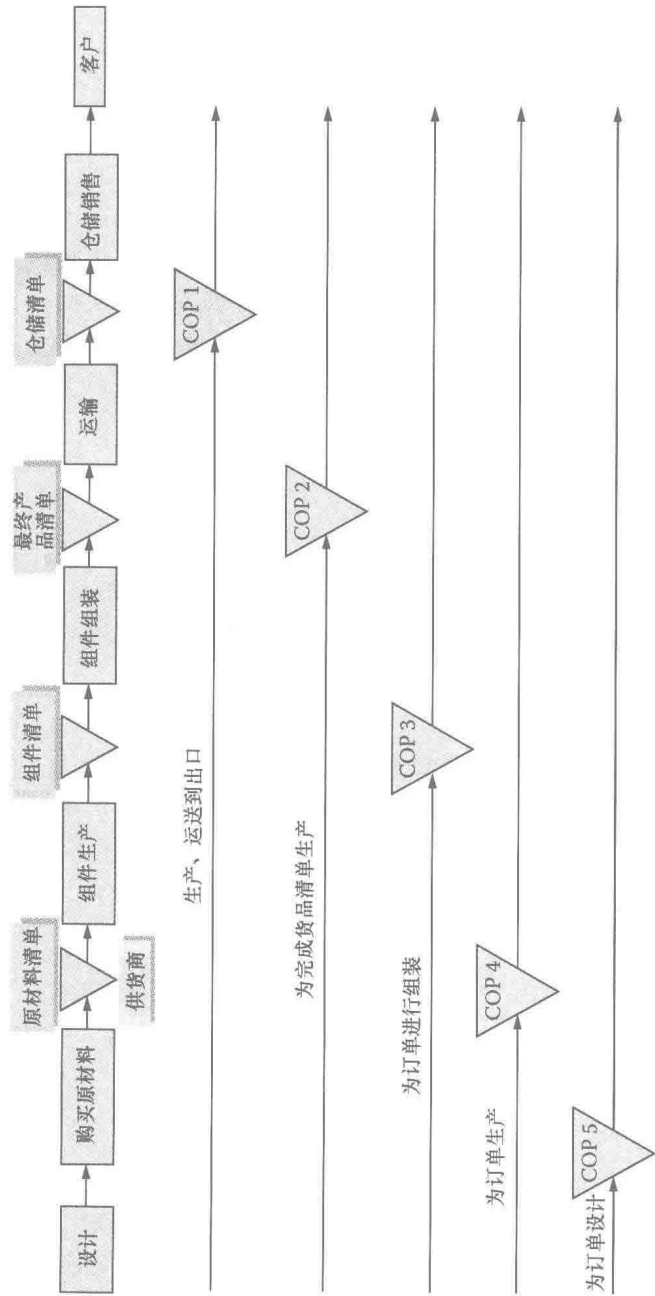 设计
购买原材料
原材料清单
供货商
组件生产
组件清单
组件组装
最终产
品清单
运输
仓储清单
仓储销售
客户
生产、运送到出口
COP 1
为完成货品清单生产
COP 2
为订单进行组装
COP 3
为订单生产
COP 4
为订单设计
COP 5